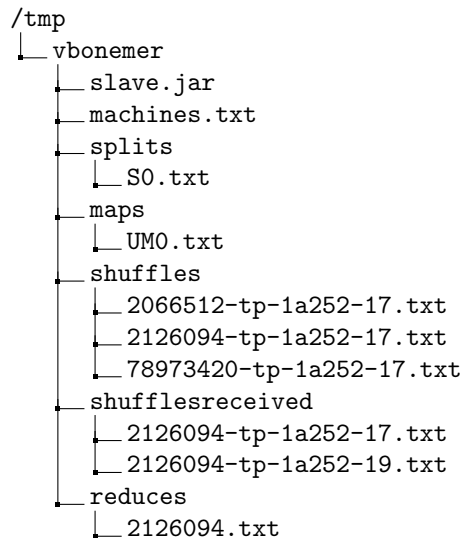 /tmp
vbonemer
slave.jar
machines.txt
splits
S0.txt
maps
UM0.txt
shuffles
2066512-tp-1a252-17.txt
2126094-tp-1a252-17.txt
78973420-tp-1a252-17.txt
shufflesreceived
2126094-tp-1a252-17.txt
2126094-tp-1a252-19.txt
reduces
2126094.txt